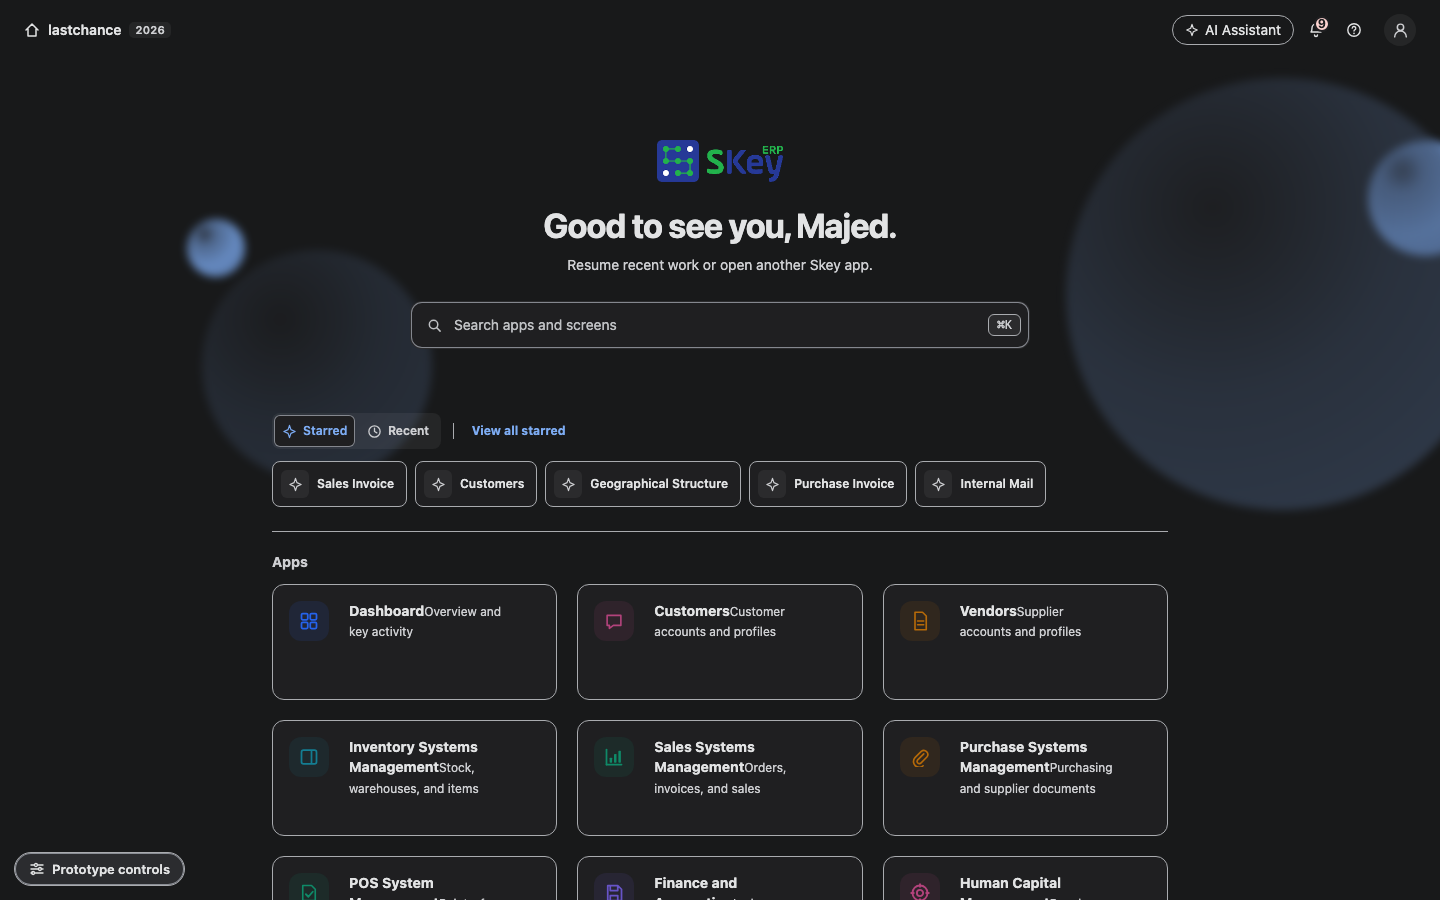 lastchance 2026
AI Assistant
9
SKey ERP
Good to see you, Majed.
Resume recent work or open another Skey app.
Search apps and screens
⌘K
Starred
Recent
View all starred
Sales Invoice
Customers
Geographical Structure
Purchase Invoice
Internal Mail
Apps
DashboardOverview and
key activity
CustomersCustomer
accounts and profiles
VendorsSupplier
accounts and profiles
Inventory Systems
ManagementStock,
warehouses, and items
Sales Systems
ManagementOrders,
invoices, and sales
Purchase Systems
ManagementPurchasing
and supplier documents
Prototype controls
POS System
Finance and
Human Capital